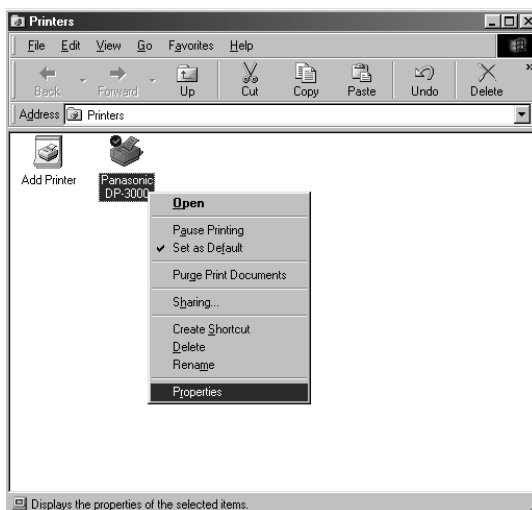 Printers
File Edit View Go Favorites Help
Back Forward Up Cut Copy Paste Undo Delete »
Address Printers
Add Printer
Panasonic
DP-3000
Open
Pause Printing
Set as Default
Purge Print Documents
Sharing...
Create Shortcut
Delete
Rename
Properties
Displays the properties of the selected items.